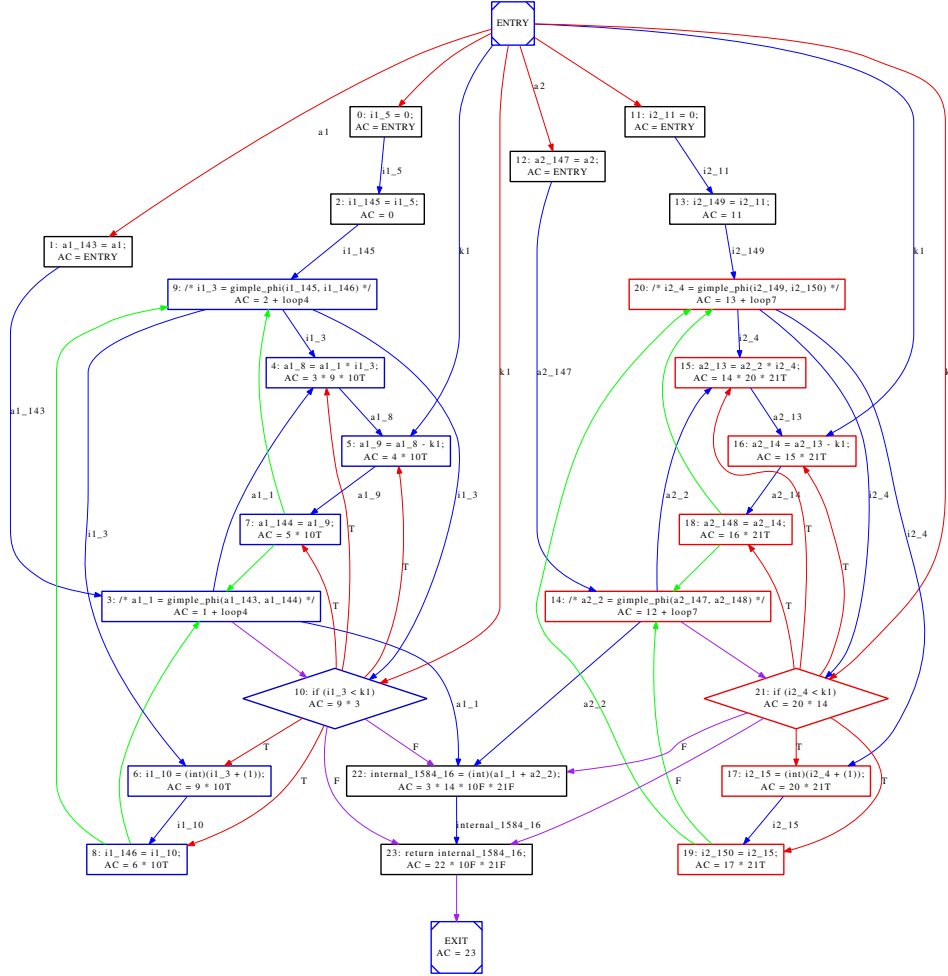 ENTRY
a2
0: i1_5 = 0;
AC = ENTRY
11: i2_11 = 0;
AC = ENTRY
a1
12: a2_147 = a2;
AC = ENTRY
i1_5
i2_11
2: i1_145 = i1_5;
AC = 0
13: i2_149 = i2_11;
AC = 11
1: a1_143 = a1;
AC = ENTRY
i1_145
k1
i2_149
k1
9: /* i1_3 = gimple_phi(i1_145, i1_146) */
AC = 2 + loop4
20: /* i2_4 = gimple_phi(i2_149, i2_150) */
AC = 13 + loop7
i1_3
i2_4
4: a1_8 = a1_1 * i1_3;
AC = 3 * 9 * 10T
k1
a2_147
15: a2_13 = a2_2 * i2_4;
AC = 14 * 20 * 21T
a1_143
a1_8
a2_13
5: a1_9 = a1_8 - k1;
AC = 4 * 10T
16: a2_14 = a2_13 - k1;
AC = 15 * 21T
a1_1
a1_9
i1_3
a2_2
a2_14
i2_4
7: a1_144 = a1_9;
AC = 5 * 10T
T
18: a2_148 = a2_14;
AC = 16 * 21T
T
i1_3
i2_4
T
T
3: /* a1_1 = gimple_phi(a1_143, a1_144) */
AC = 1 + loop4
T
14: /* a2_2 = gimple_phi(a2_147, a2_148) */
AC = 12 + loop7
T
10: if (i1_3 < k1)
AC = 9 * 3
a1_1
a2_2
21: if (i2_4 < k1)
AC = 20 * 14
T
F
F
T
6: i1_10 = (int)(i1_3 + (1));
AC = 9 * 10T
T
F
22: internal_1584_16 = (int)(a1_1 + a2_2);
AC = 3 * 14 * 10F * 21F
F
17: i2_15 = (int)(i2_4 + (1));
AC = 20 * 21T
T
i1_10
internal_1584_16
i2_15
8: i1_146 = i1_10;
AC = 6 * 10T
23: return internal_1584_16;
AC = 22 * 10F * 21F
19: i2_150 = i2_15;
AC = 17 * 21T
EXIT
AC = 23